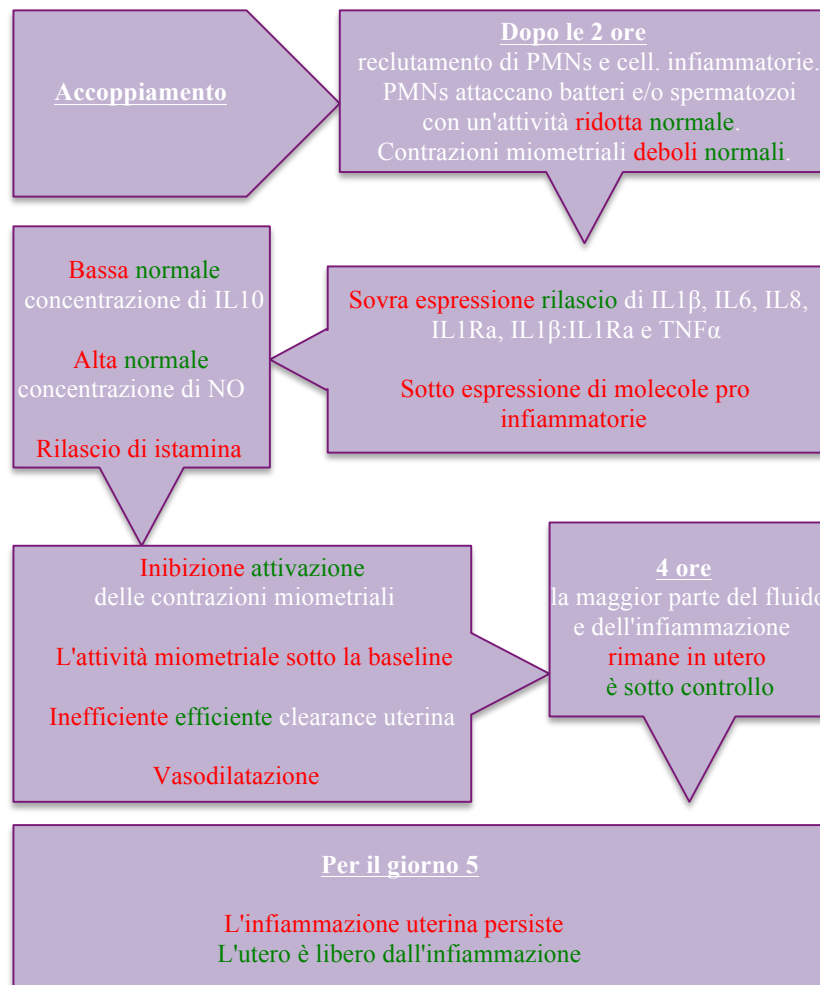 Accoppiamento
Dopo le 2 ore
reclutamento di PMNs e cell. infiammatorie.
PMNs attaccano batteri e/o spermatozoi
con un'attività ridotta normale.
Contrazioni miometriali deboli normali.
Sovra espressione rilascio di IL1β, IL6, IL8,
IL1Ra, IL1β:IL1Ra e TNFα
Sotto espressione di molecole pro
infiammatorie
Bassa normale
concentrazione di IL10
Alta normale
concentrazione di NO
Rilascio di istamina
Inibizione attivazione
delle contrazioni miometriali
L'attività miometriale sotto la baseline
Inefficiente efficiente clearance uterina
Vasodilatazione
4 ore
la maggior parte del fluido
e dell'infiammazione
rimane in utero
è sotto controllo
Per il giorno 5
L'infiammazione uterina persiste
L'utero è libero dall'infiammazione